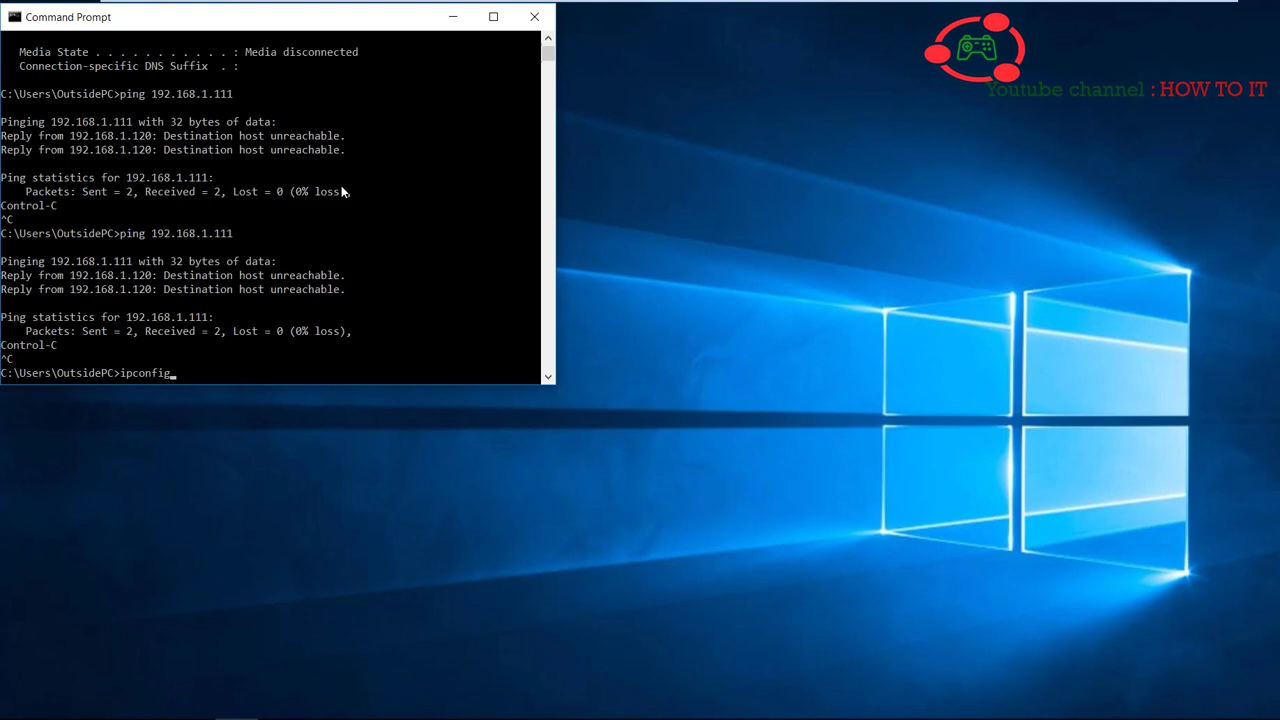 Command Prompt
Media State . . . . . . . . . . . : Media disconnected
Connection-specific DNS Suffix  . :
C:\Users\OutsidePC>ping 192.168.1.111
Pinging 192.168.1.111 with 32 bytes of data:
Reply from 192.168.1.120: Destination host unreachable.
Reply from 192.168.1.120: Destination host unreachable.
Ping statistics for 192.168.1.111:
Packets: Sent = 2, Received = 2, Lost = 0 (0% loss),
Control-C
^C
C:\Users\OutsidePC>ping 192.168.1.111
Pinging 192.168.1.111 with 32 bytes of data:
Reply from 192.168.1.120: Destination host unreachable.
Reply from 192.168.1.120: Destination host unreachable.
Ping statistics for 192.168.1.111:
Packets: Sent = 2, Received = 2, Lost = 0 (0% loss),
Control-C
^C
C:\Users\OutsidePC>ipconfig_
Youtube channel : HOW TO IT